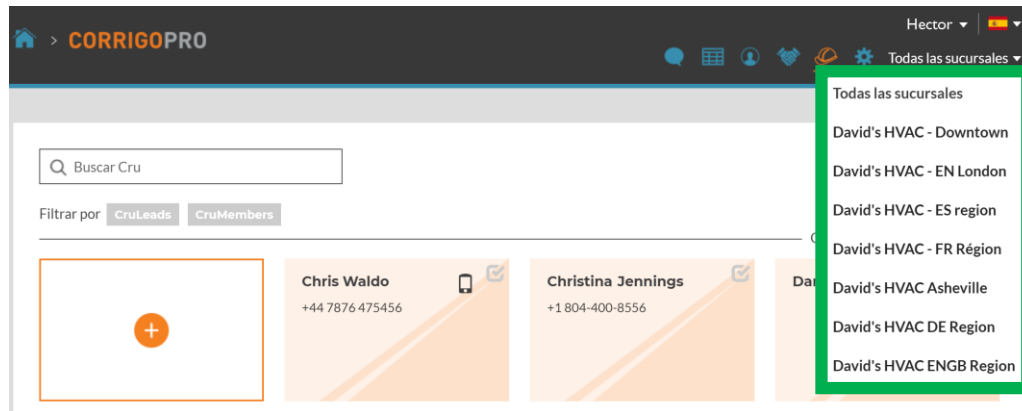 Hector
> CORRIGOPRO
Todas las sucursales
Todas las sucursales
David's HVAC - Downtown
David's HVAC - EN London
David's HVAC - ES region
David's HVAC - FR Région
David's HVAC Asheville
David's HVAC DE Region
David's HVAC ENGB Region
Buscar Cru
Filtrar por CruLeads CruMembers
Chris Waldo
+44 7876 475456
Christina Jennings
+1 804-400-8556